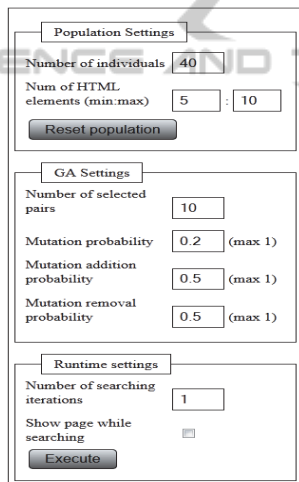 Population Settings
ENCE AND
Number of individuals 40
Num of HTML
elements (min:max) 5 : 10
Reset population
GA Settings
Number of selected
pairs 10
Mutation probability 0.2 (max 1)
Mutation addition
probability 0.5 (max 1)
Mutation removal
probability 0.5 (max 1)
Runtime settings
Number of searching
iterations 1
Show page while
searching
Execute